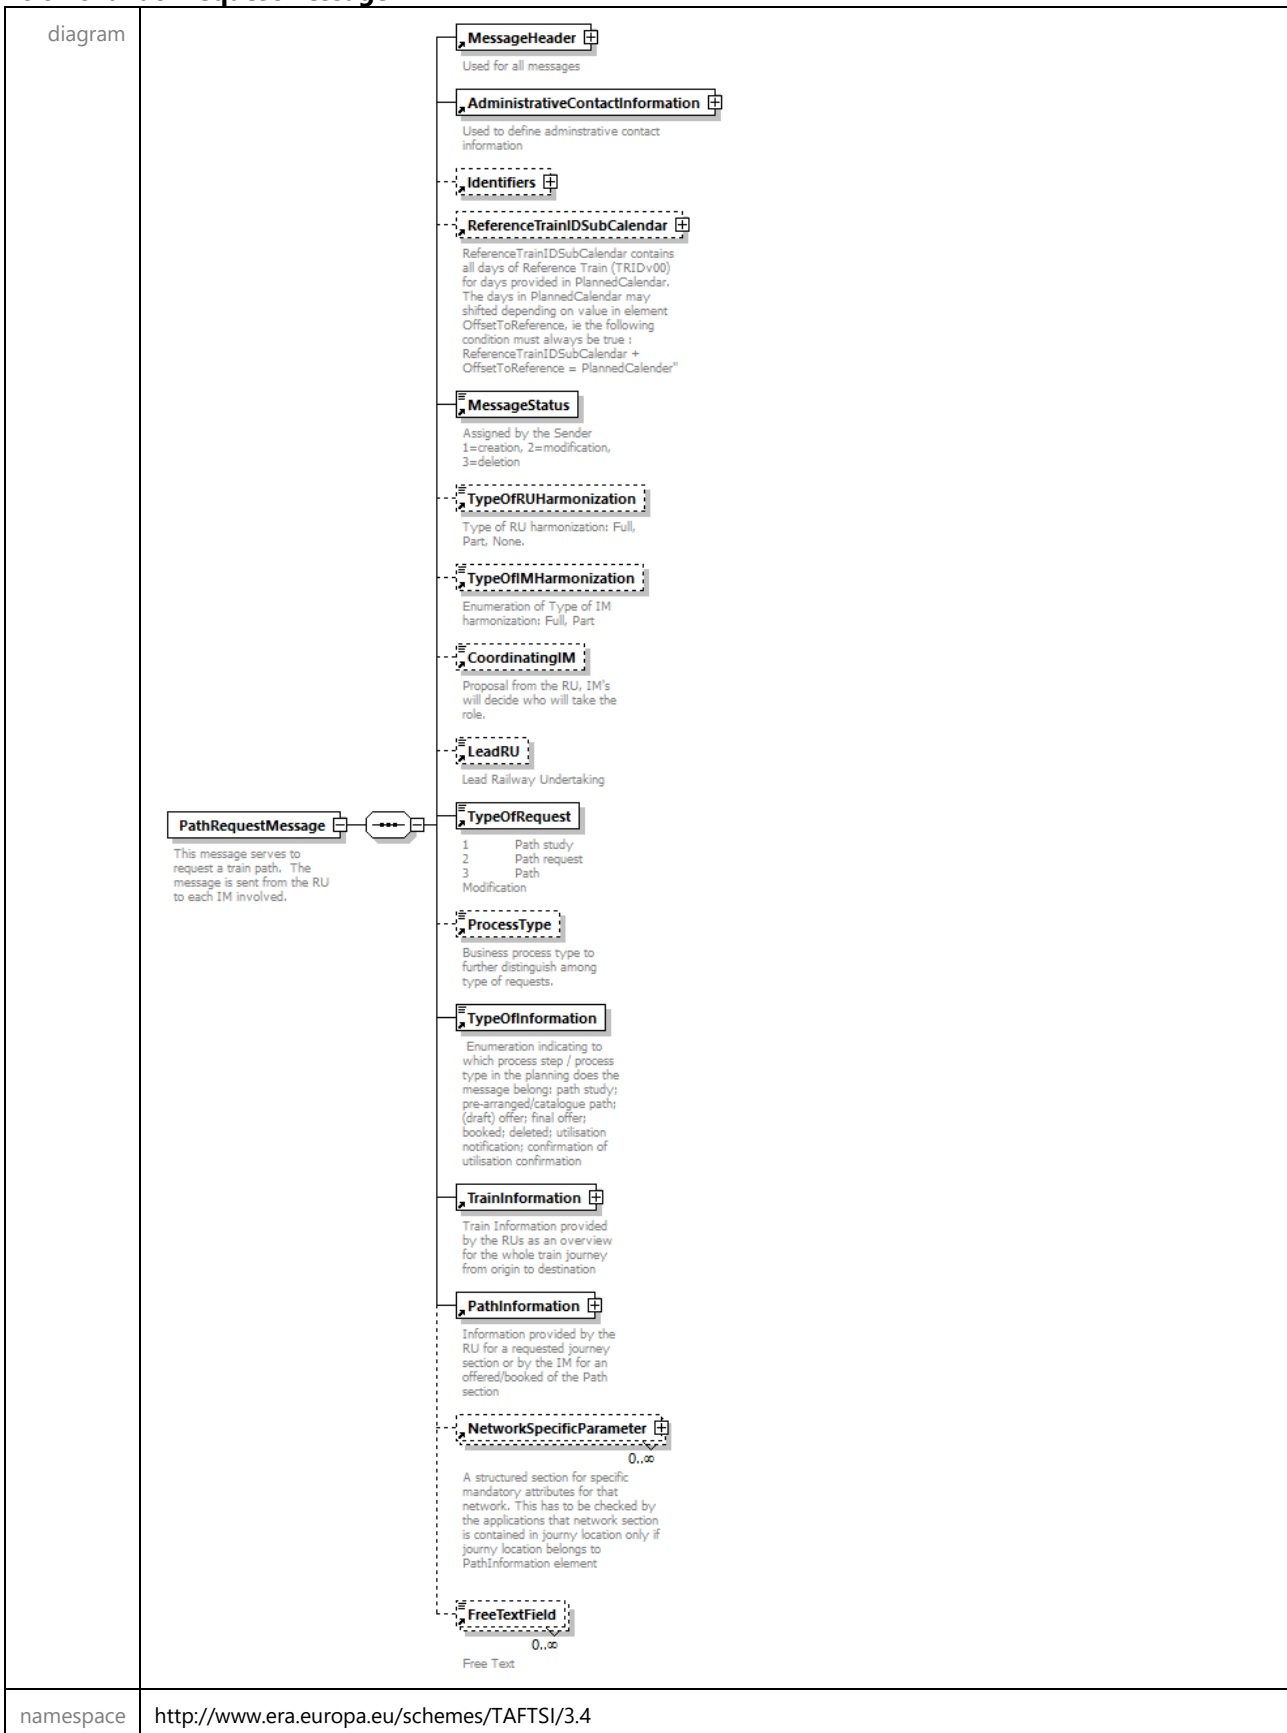 diagram
MessageHeader
Used for all messages
AdministrativeContactInformation
Used to define adminstrative contact
information
Identifiers
ReferenceTrainIDSubCalendar
ReferenceTrainIDSubCalendar contains
all days of Reference Train (TRIDv00)
for days provided in PlannedCalendar.
The days in PlannedCalendar may
shifted depending on value in element
OffsetToReference, ie the following
condition must always be true :
ReferenceTrainIDSubCalendar +
OffsetToReference = PlannedCalender"
MessageStatus
Assigned by the Sender
1=creation, 2=modification,
3=deletion
TypeOfRUHarmonization
Type of RU harmonization: Full,
Part, None.
TypeOfIMHarmonization
Enumeration of Type of IM
harmonization: Full, Part
CoordinatingIM
Proposal from the RU, IM's
will decide who will take the
role.
LeadRU
Lead Railway Undertaking
PathRequestMessage
This message serves to
request a train path. The
message is sent from the RU
to each IM involved.
TypeOfRequest
1 Path study
2 Path request
3 Path
Modification
ProcessType
Business process type to
further distinguish among
type of requests.
TypeOfInformation
Enumeration indicating to
which process step / process
type in the planning does the
message belong: path study;
pre-arranged/catalogue path;
(draft) offer; final offer;
booked; deleted; utilisation
notification; confirmation of
utilisation confirmation
TrainInformation
Train Information provided
by the RUs as an overview
for the whole train journey
from origin to destination
PathInformation
Information provided by the
RU for a requested journey
section or by the IM for an
offered/booked of the Path
section
NetworkSpecificParameter
0..∞
A structured section for specific
mandatory attributes for that
network. This has to be checked by
the applications that network section
is contained in journy location only if
journy location belongs to
PathInformation element
FreeTextField
0..∞
Free Text
namespace http://www.era.europa.eu/schemes/TAFTSI/3.4